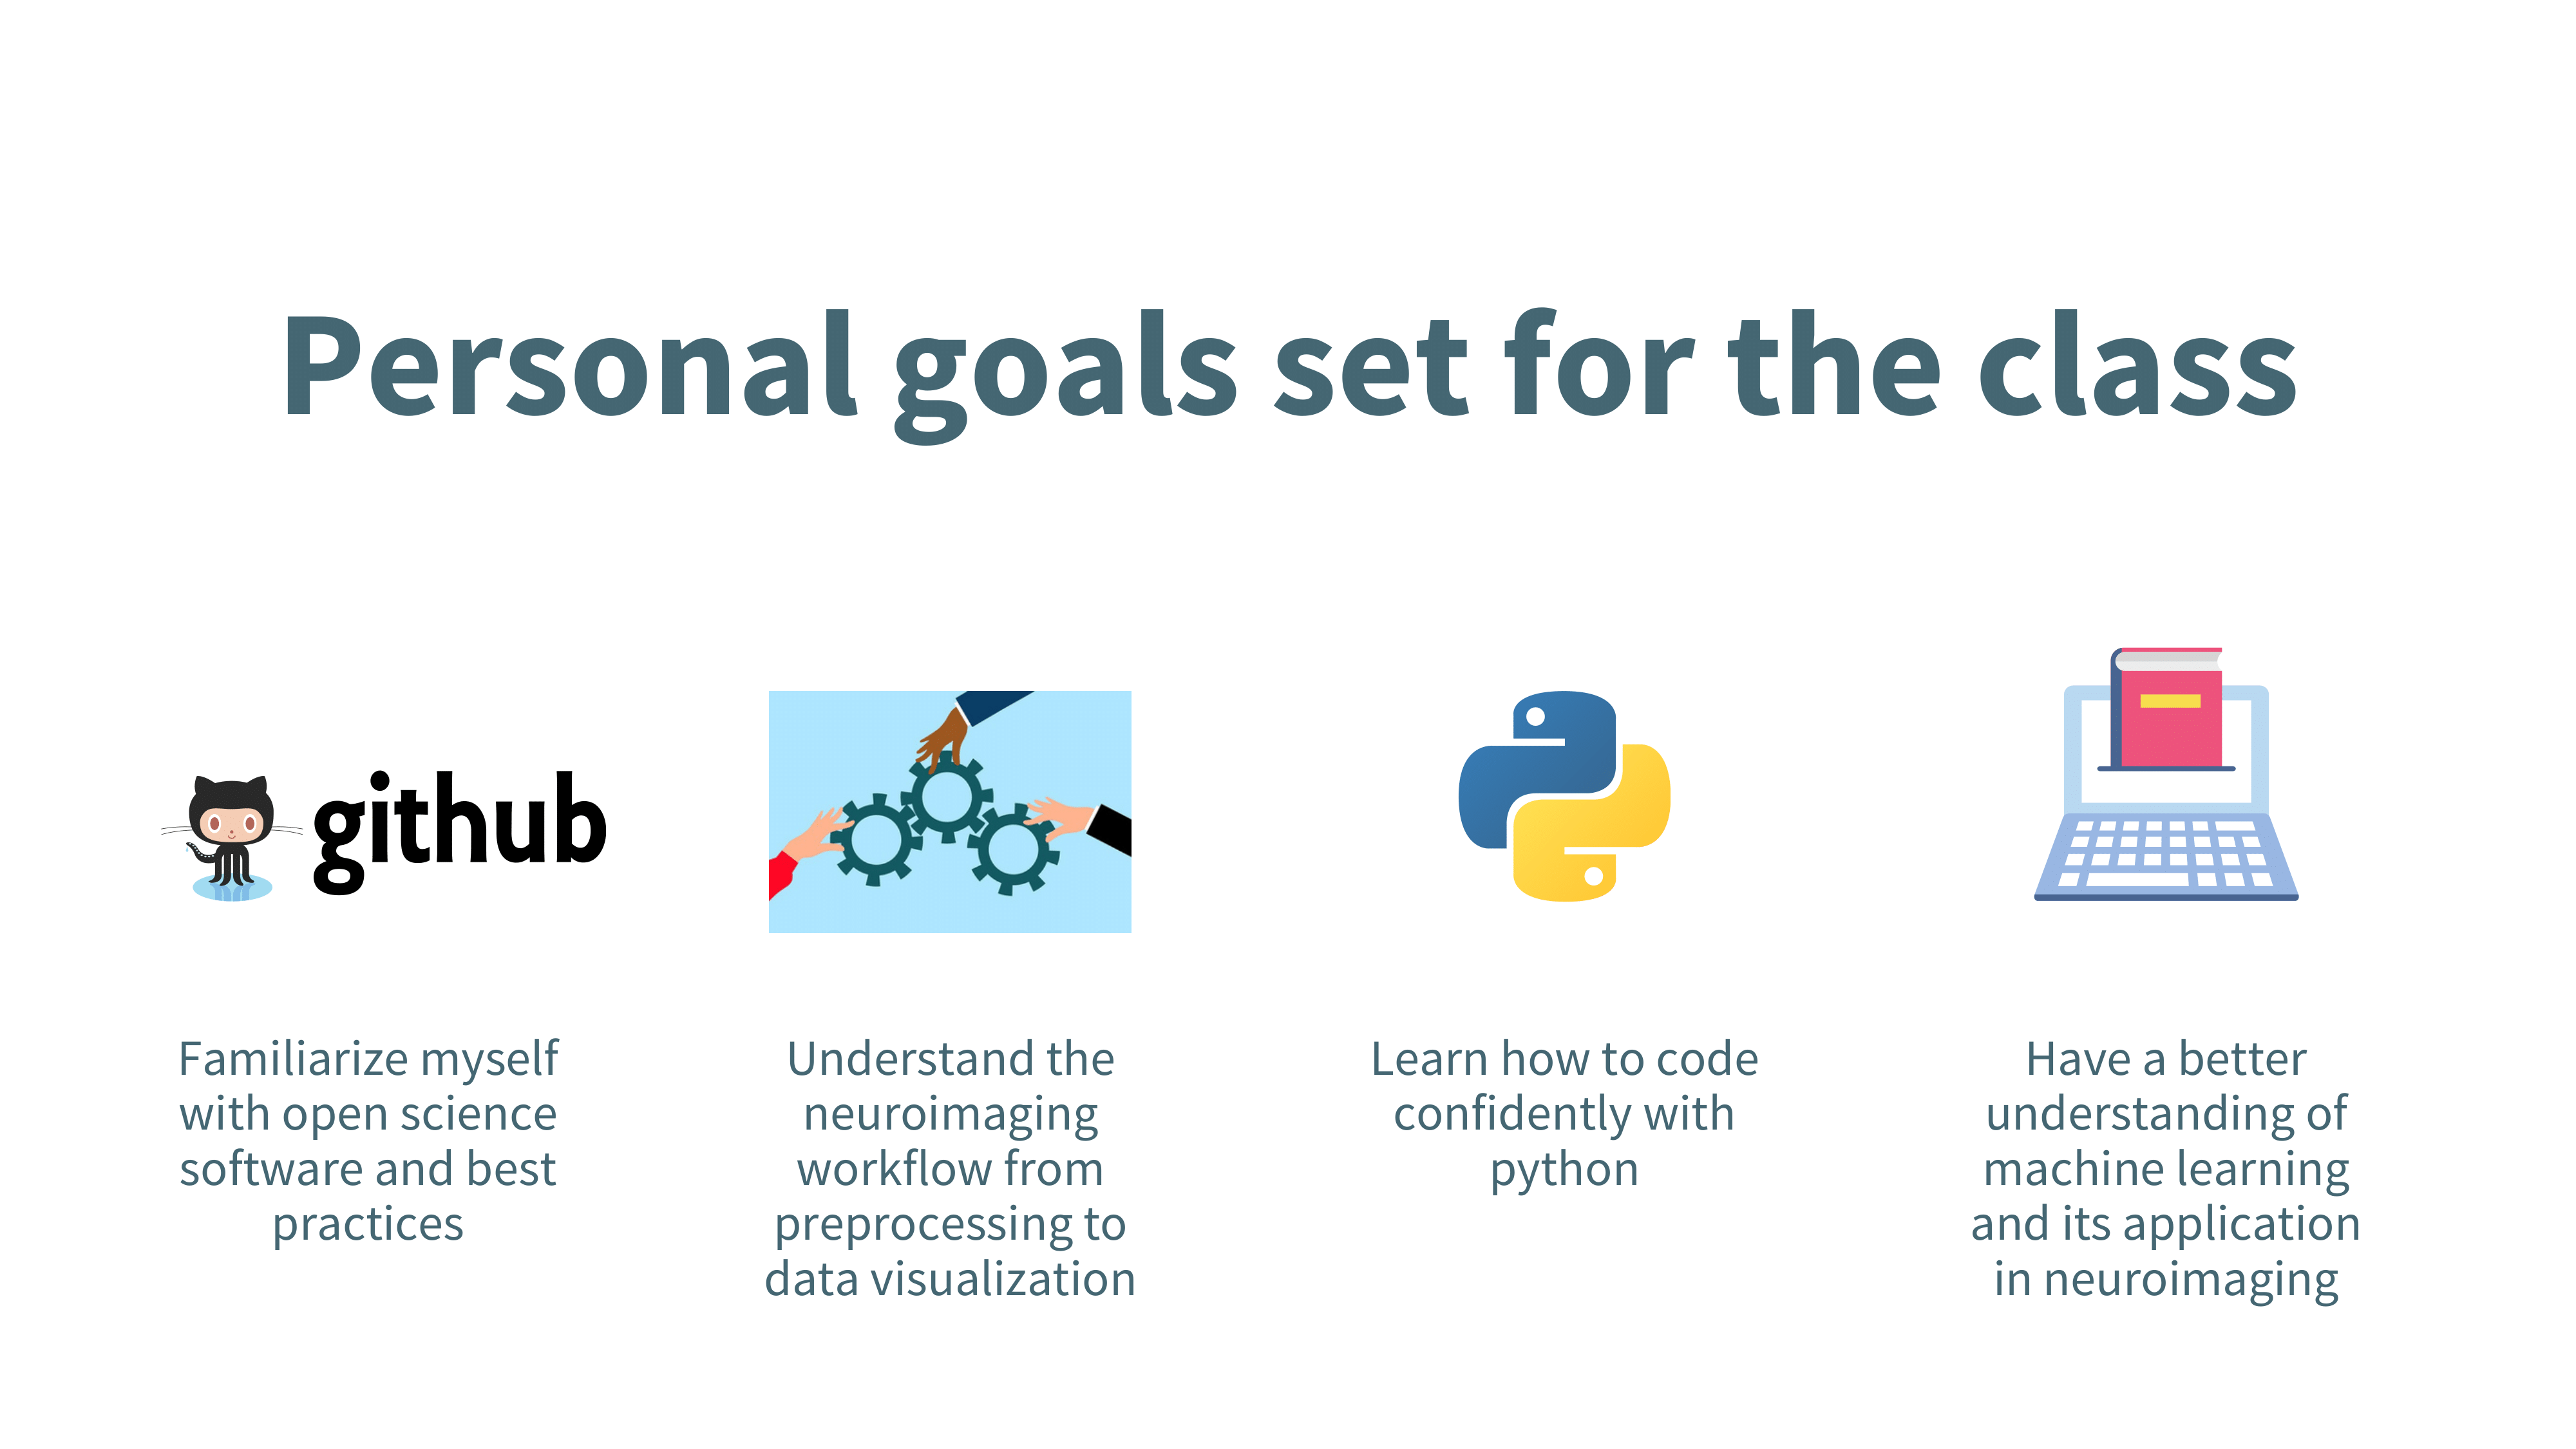 Personal goals set for the class
github
Familiarize myself
with open science
software and best
practices
Understand the
neuroimaging
workflow from
preprocessing to
data visualization
Learn how to code
confidently with
python
Have a better
understanding of
machine learning
and its application
in neuroimaging